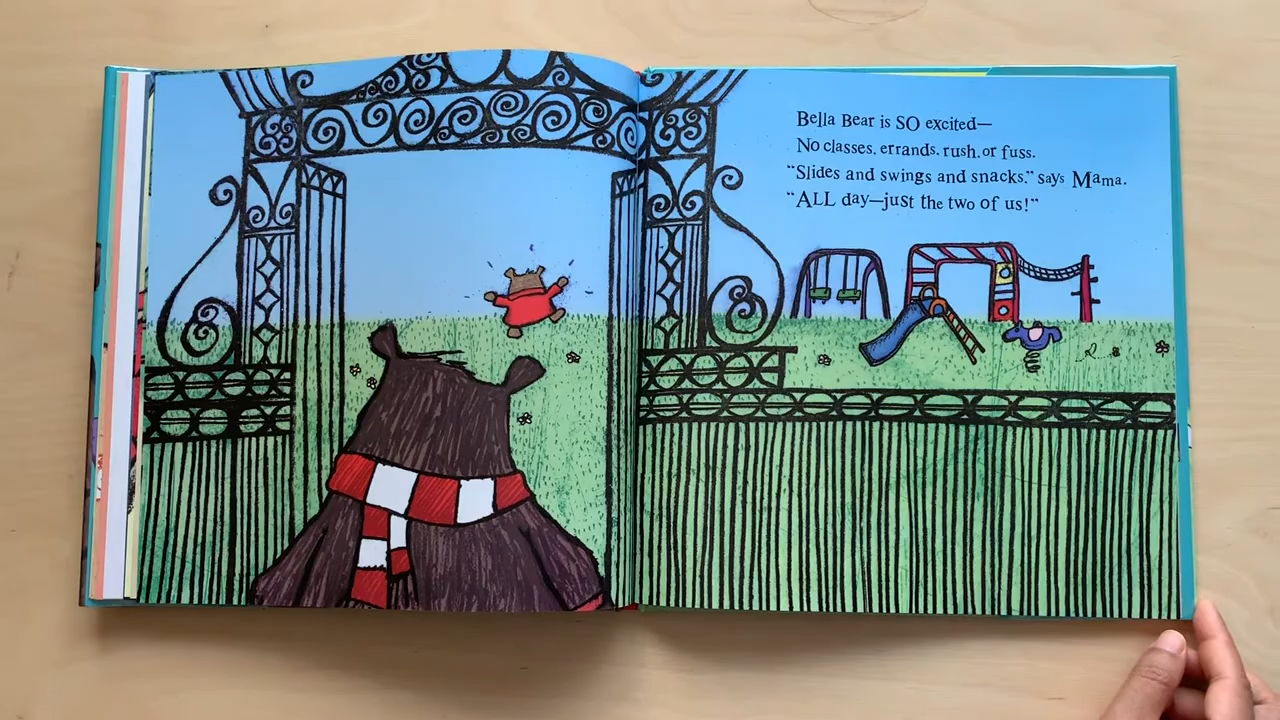 Bella Bear is SO excited—
No classes, errands, rush, or fuss.
“Slides and swings and snacks,” says Mama.
“ALL day—just the two of us!”